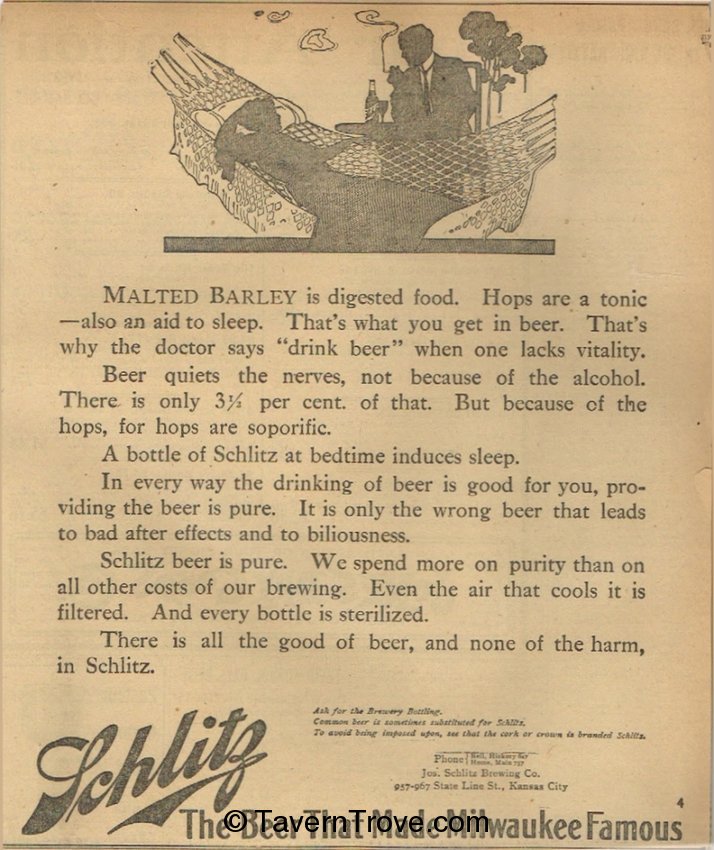 MALTED BARLEY is digested food. Hops are a tonic
—also an aid to sleep. That's what you get in beer. That's
why the doctor says "drink beer" when one lacks vitality.
Beer quiets the nerves, not because of the alcohol.
There is only 3½ per cent. of that. But because of the
hops, for hops are soporific.
A bottle of Schlitz at bedtime induces sleep.
In every way the drinking of beer is good for you, pro-
viding the beer is pure. It is only the wrong beer that leads
to bad after effects and to biliousness.
Schlitz beer is pure. We spend more on purity than on
all other costs of our brewing. Even the air that cools it is
filtered. And every bottle is sterilized.
There is all the good of beer, and none of the harm,
in Schlitz.
Ask for the Brewery Bottling.
Common beer is sometimes substituted for Schlitz.
To avoid being imposed upon, see that the cork or crown is branded Schlitz.
Phone Bell, Hickory
Home, Main 757
Jos. Schlitz Brewing Co.
957-967 State Line St., Kansas City
4
Schlitz
The Beer That Made Milwaukee Famous
©TavernTrove.com